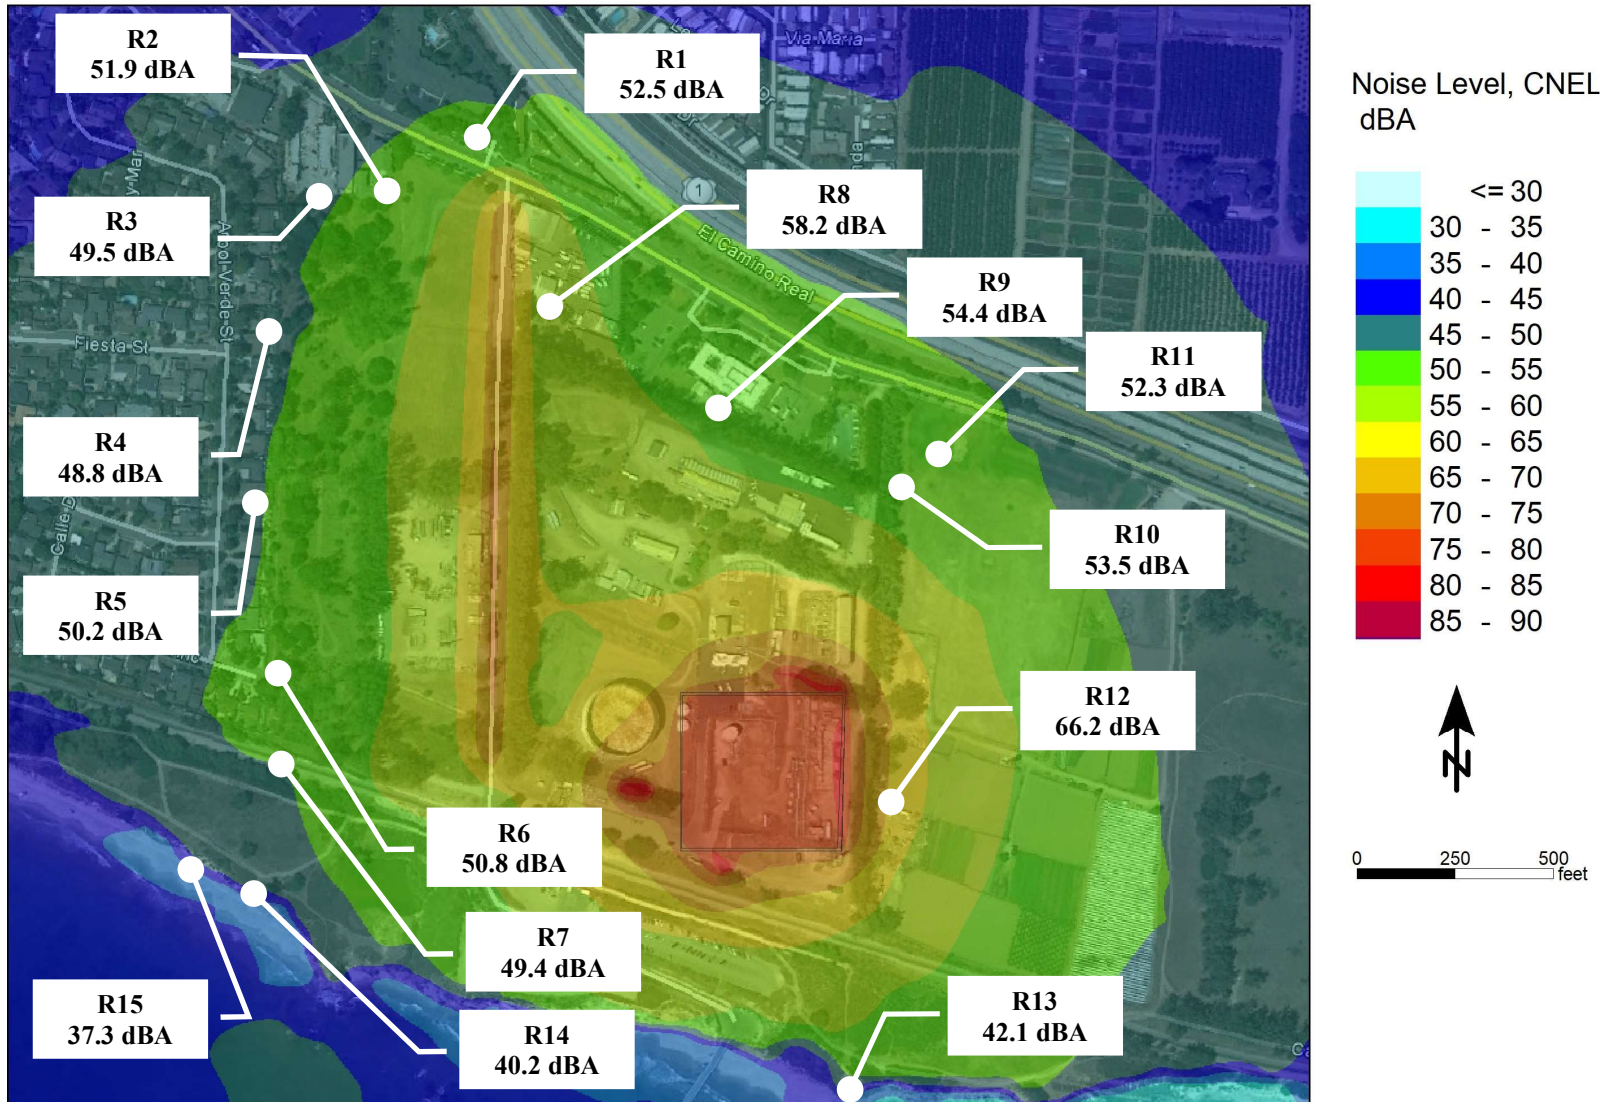 R2
51.9 dBA
R1
52.5 dBA
Via Maria
R3
49.5 dBA
R8
58.2 dBA
1
El Camino Real
R9
54.4 dBA
R11
52.3 dBA
Fiesta St
R4
48.8 dBA
R10
53.5 dBA
R5
50.2 dBA
R12
66.2 dBA
R6
50.8 dBA
R7
49.4 dBA
R15
37.3 dBA
R14
40.2 dBA
R13
42.1 dBA
Noise Level, CNEL
dBA
<= 30
30 - 35
35 - 40
40 - 45
45 - 50
50 - 55
55 - 60
60 - 65
65 - 70
70 - 75
75 - 80
80 - 85
85 - 90
N
0 250 500
feet